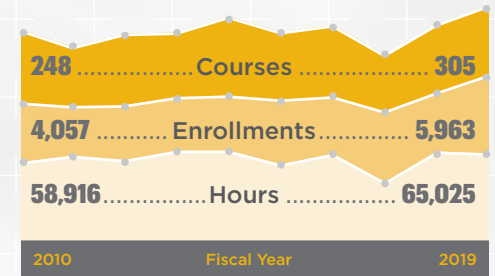 248 ................. Courses ..................... 305
4,057 .......... Enrollments .............. 5,963
58,916 ............... Hours .................. 65,025
2010 Fiscal Year 2019